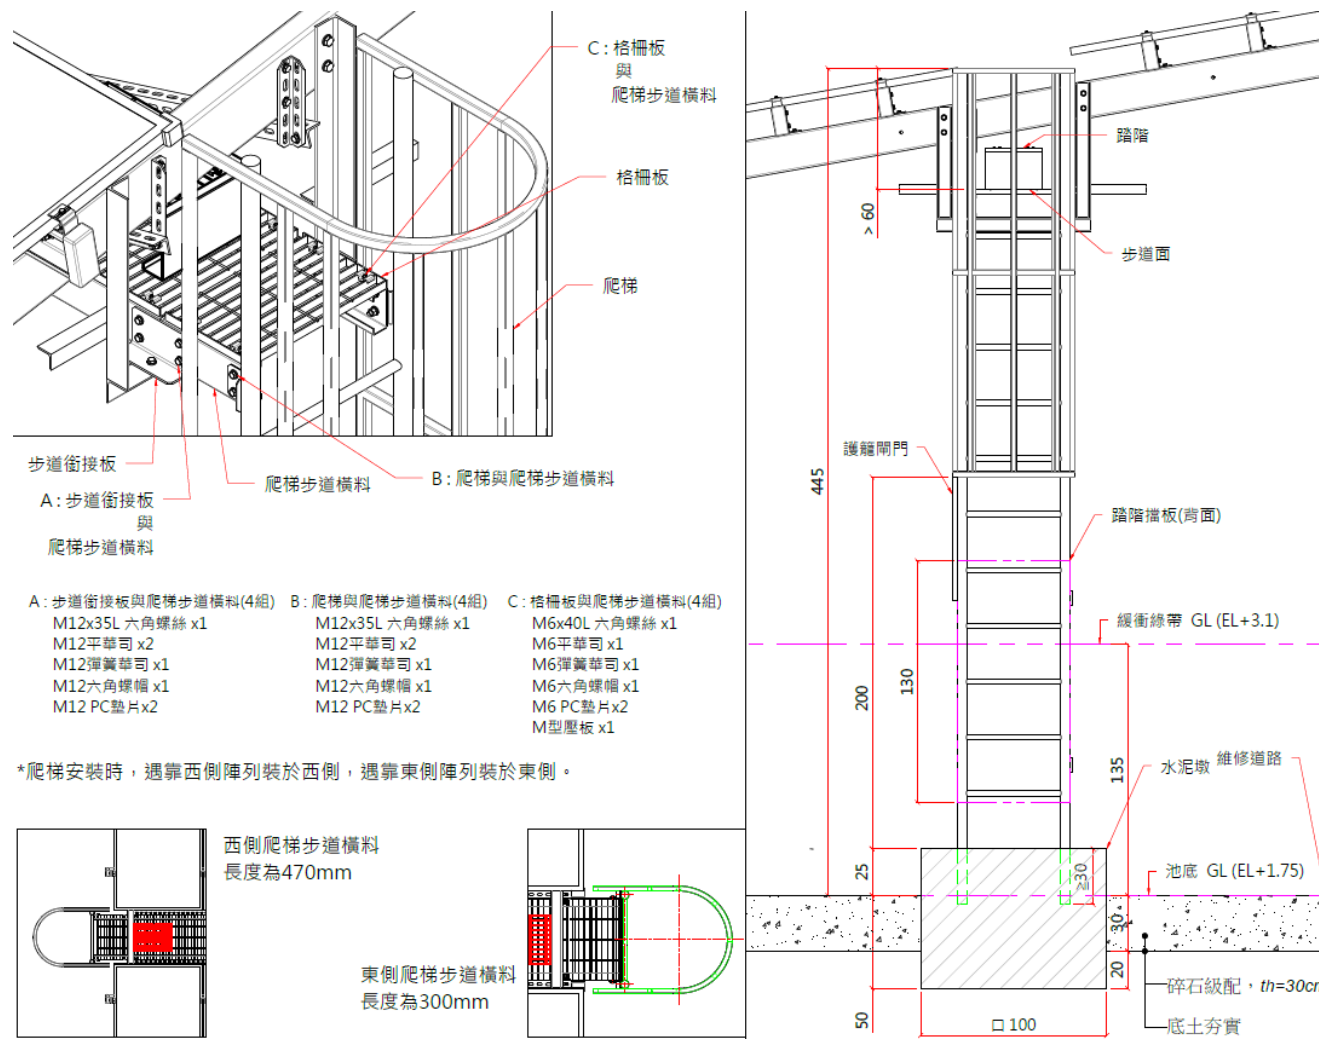 C : 格柵板
與
爬梯步道橫料
格柵板
爬梯
步道銜接板
A : 步道銜接板
與
爬梯步道橫料
爬梯步道橫料
B : 爬梯與爬梯步道橫料
A : 步道銜接板與爬梯步道橫料(4組)
M12x35L 六角螺絲 x1
M12平華司 x2
M12彈簧華司 x1
M12六角螺帽 x1
M12 PC墊片x2
B : 爬梯與爬梯步道橫料(4組)
M12x35L 六角螺絲 x1
M12平華司 x2
M12彈簧華司 x1
M12六角螺帽 x1
M12 PC墊片x2
C : 格柵板與爬梯步道橫料(4組)
M6x40L 六角螺絲 x1
M6平華司 x1
M6彈簧華司 x1
M6六角螺帽 x1
M6 PC墊片x2
M型壓板 x1
*爬梯安裝時，遇靠西側陣列裝於西側，遇靠東側陣列裝於東側。
西側爬梯步道橫料
長度為470mm
東側爬梯步道橫料
長度為300mm
踏階
> 60
步道面
445
護籠閘門
踏階擋板(背面)
緩衝綠帶 GL (EL+3.1)
130
200
135
水泥墩
維修道路
池底 GL (EL+1.75)
25
≧30
30
20
50
□ 100
碎石級配，th=30c
底土夯實